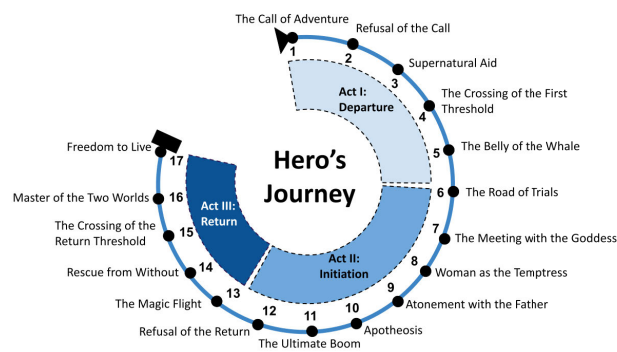 The Call of Adventure
1
Refusal of the Call
2
Supernatural Aid
3
The Crossing of the First
Threshold
4
The Belly of the Whale
5
The Road of Trials
6
The Meeting with the Goddess
7
Woman as the Temptress
8
Atonement with the Father
9
Apotheosis
10
The Ultimate Boom
11
Refusal of the Return
12
The Magic Flight
13
Rescue from Without
14
The Crossing of the
Return Threshold
15
Master of the Two Worlds
16
Freedom to Live
17
Act I:
Departure
Act II:
Initiation
Act III:
Return
Hero's
Journey